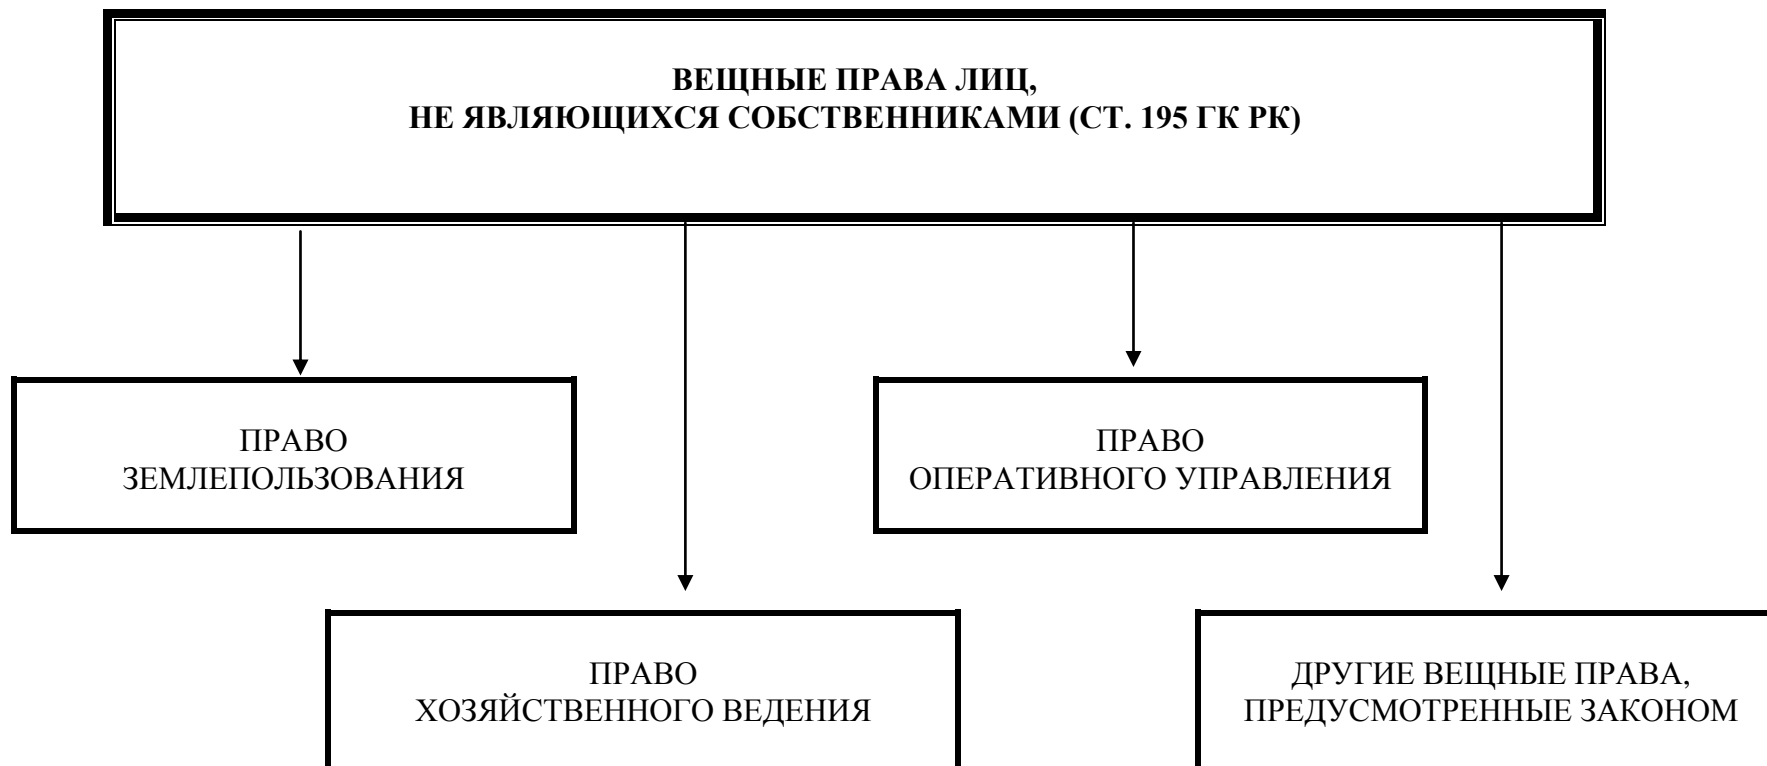 ВЕЩНЫЕ ПРАВА ЛИЦ,
НЕ ЯВЛЯЮЩИХСЯ СОБСТВЕННИКАМИ (СТ. 195 ГК РК)
ПРАВО
ЗЕМЛЕПОЛЬЗОВАНИЯ
ПРАВО
ОПЕРАТИВНОГО УПРАВЛЕНИЯ
ПРАВО
ХОЗЯЙСТВЕННОГО ВЕДЕНИЯ
ДРУГИЕ ВЕЩНЫЕ ПРАВА,
ПРЕДУСМОТРЕННЫЕ ЗАКОНОМ